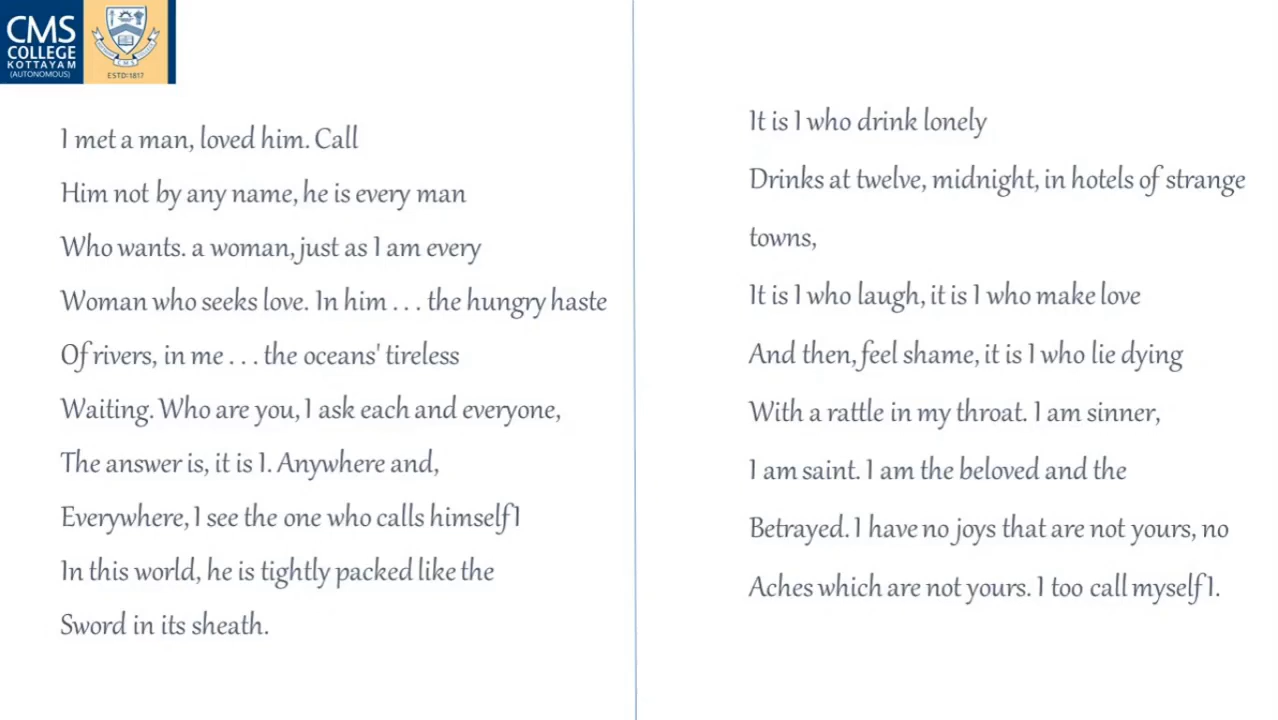 CMS
COLLEGE
KOTTAYAM
(AUTONOMOUS)
CMS
ESTD:1817
I met a man, loved him. Call
Him not by any name, he is every man
Who wants. a woman, just as I am every
Woman who seeks love. In him . . . the hungry haste
Of rivers, in me . . . the oceans' tireless
Waiting. Who are you, I ask each and everyone,
The answer is, it is I. Anywhere and,
Everywhere, I see the one who calls himself I
In this world, he is tightly packed like the
Sword in its sheath.
It is I who drink lonely
Drinks at twelve, midnight, in hotels of strange
towns,
It is I who laugh, it is I who make love
And then, feel shame, it is I who lie dying
With a rattle in my throat. I am sinner,
I am saint. I am the beloved and the
Betrayed. I have no joys that are not yours, no
Aches which are not yours. I too call myself I.